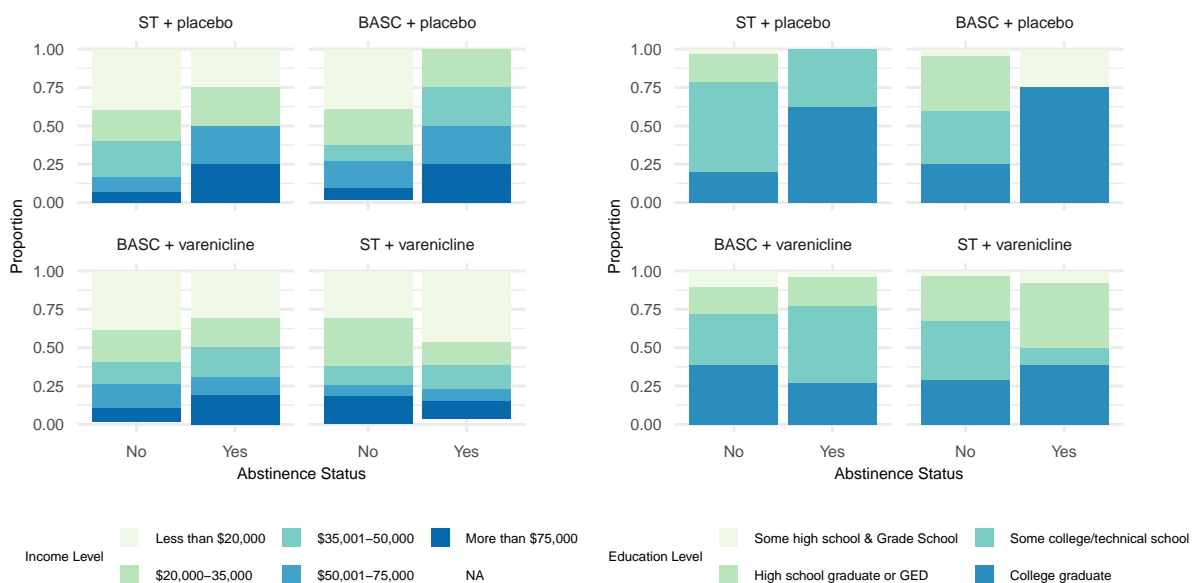 ST + placebo
BASC + placebo
1.00
0.75
0.50
0.25
0.00
BASC + varenicline
ST + varenicline
1.00
0.75
0.50
0.25
0.00
No
Yes
No
Yes
Proportion
Abstinence Status
Income Level
Less than $20,000
$20,000–35,000
$35,001–50,000
$50,001–75,000
More than $75,000
NA
ST + placebo
BASC + placebo
1.00
0.75
0.50
0.25
0.00
BASC + varenicline
ST + varenicline
1.00
0.75
0.50
0.25
0.00
No
Yes
No
Yes
Proportion
Abstinence Status
Education Level
Some high school & Grade School
High school graduate or GED
Some college/technical school
College graduate